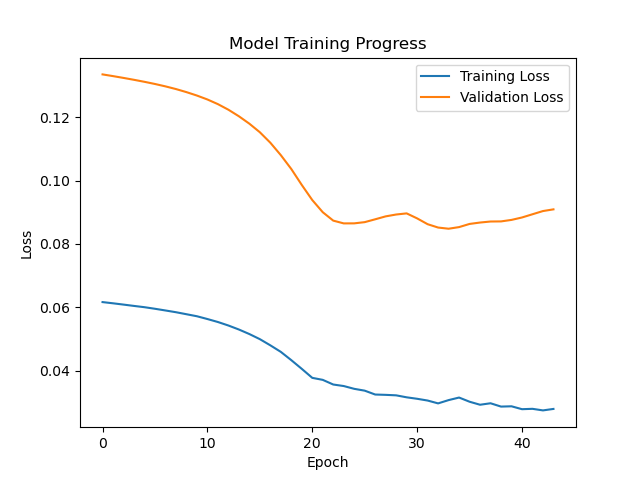 Model Training Progress
Training Loss
Validation Loss
0.12
0.10
0.08
0.06
0.04
Loss
0 10 20 30 40
Epoch